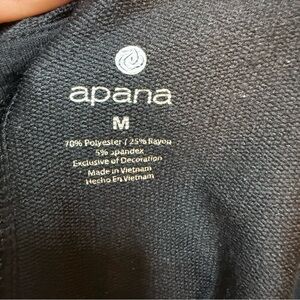 apana
M
70% Polyester / 25% Rayon
5% spandex
Exclusive of Decoration
Made in Vietnam
Hecho En Vietnam